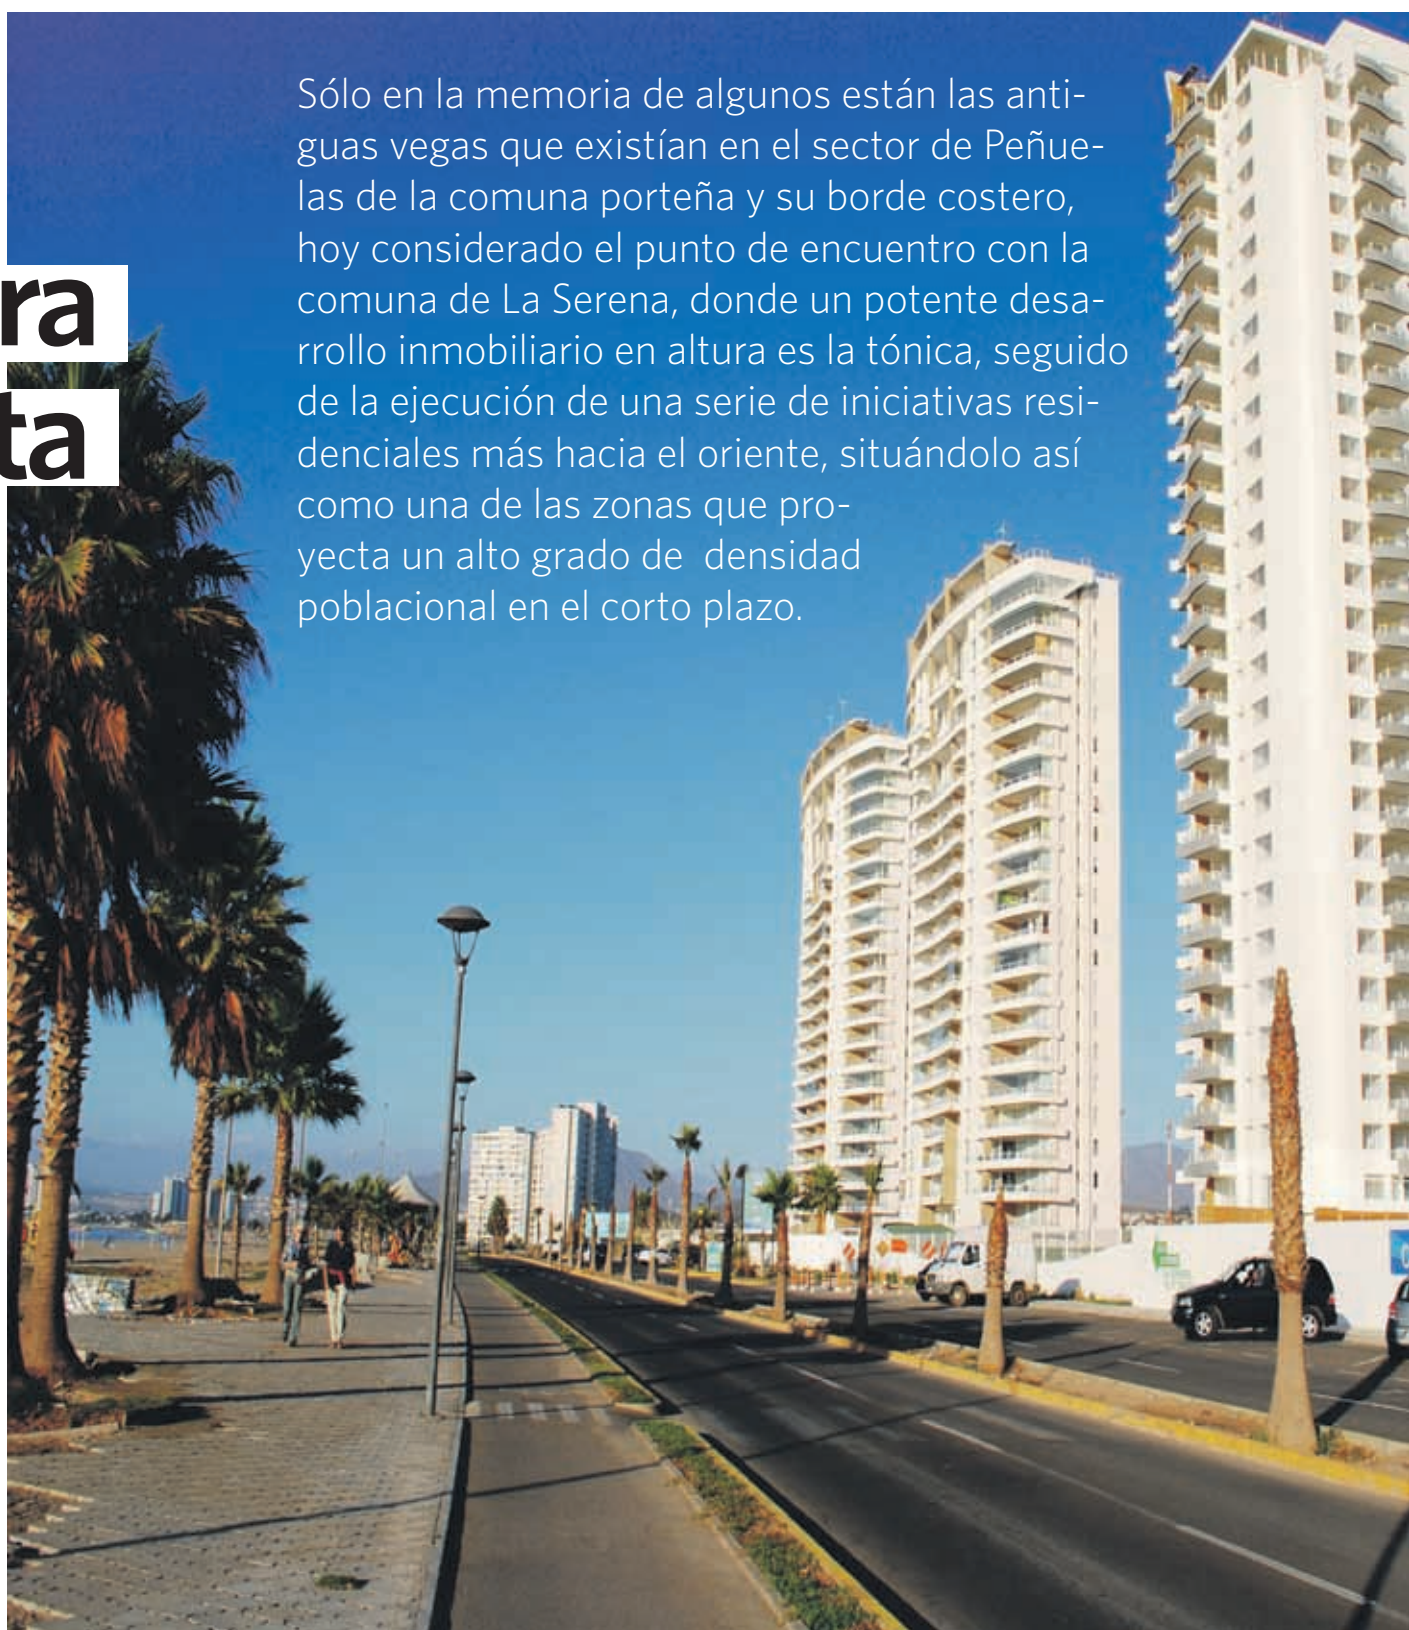 Sólo en la memoria de algunos están las anti-
guas vegas que existían en el sector de Peñue-
las de la comuna porteña y su borde costero,
hoy considerado el punto de encuentro con la
comuna de La Serena, donde un potente desa-
rrollo inmobiliario en altura es la tónica, seguido
de la ejecución de una serie de iniciativas resi-
denciales más hacia el oriente, situándolo así
como una de las zonas que pro-
yecta un alto grado de densidad
poblacional en el corto plazo.
ra
ta